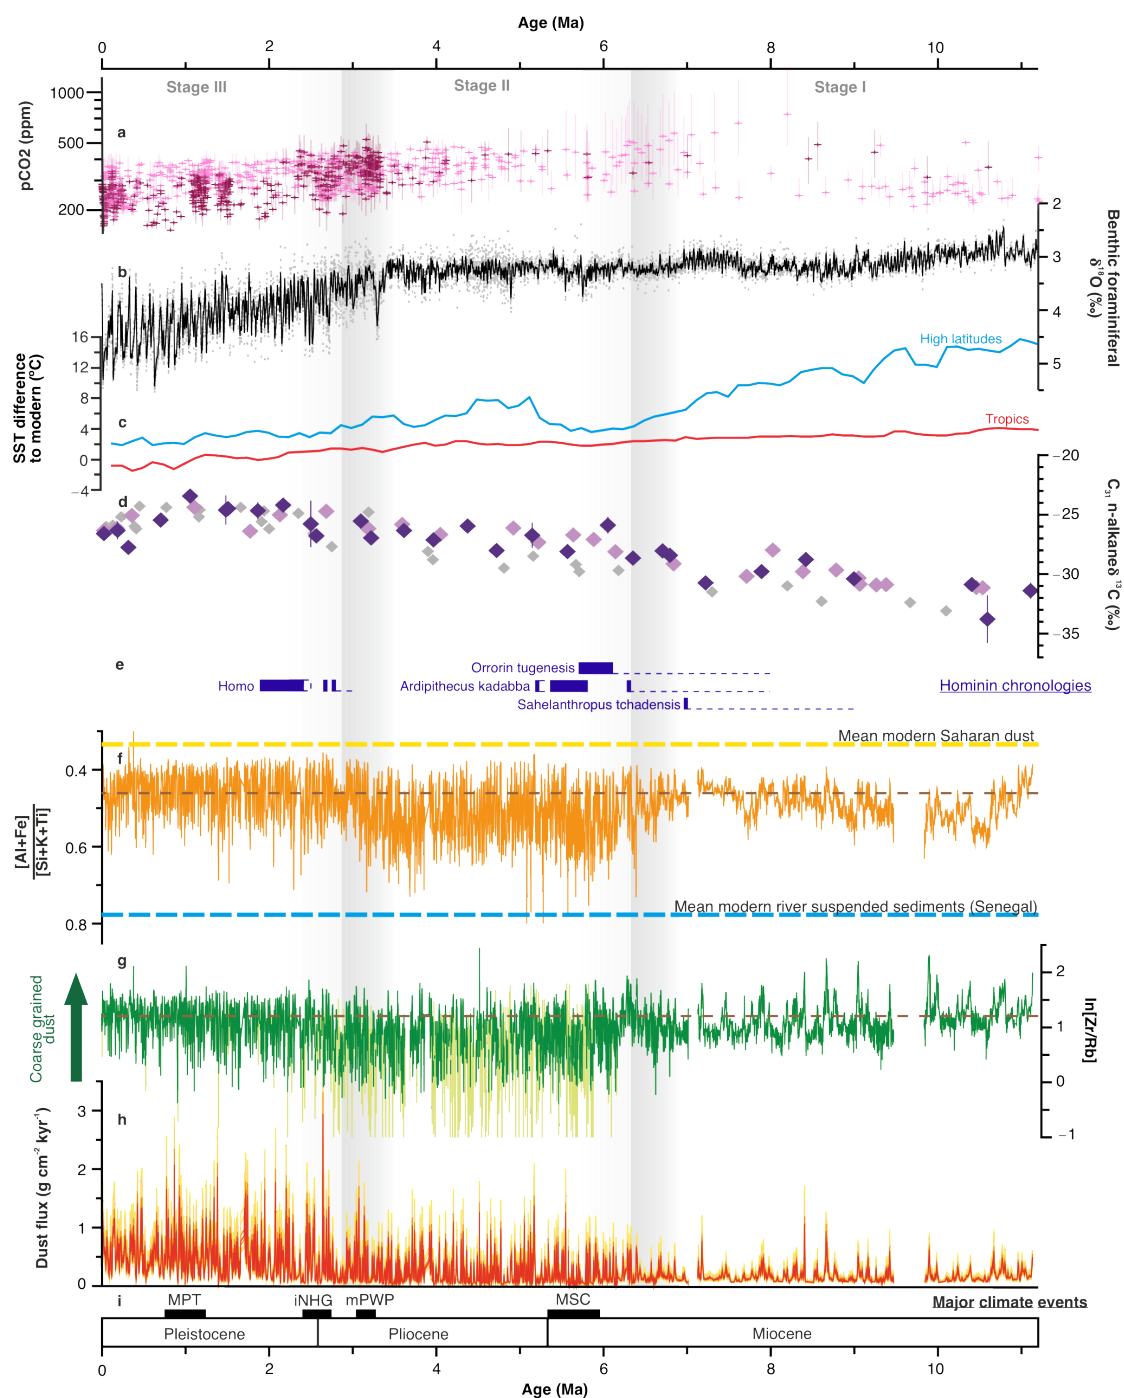 Age (Ma)
0 2 4 6 8 10
Stage III Stage II Stage I
a
pCO2 (ppm)
1000
500
200
b
Benthic foraminiferal
δ¹⁸O (‰)
2
3
4
5
c
SST difference
to modern (°C)
16
12
8
4
0
−4
High latitudes
Tropics
d
C₃₁ n-alkaneδ ¹³C (‰)
−20
−25
−30
−35
e
Orrorin tugenesis
Homo
Ardipithecus kadabba
Hominin chronologies
Sahelanthropus tchadensis
Mean modern Saharan dust
f
[Al+Fe]
[Si+K+Ti]
0.4
0.6
0.8
Mean modern river suspended sediments (Senegal)
g
Coarse grained
dust
ln[Zr/Rb]
2
1
0
−1
h
Dust flux (g cm⁻² kyr⁻¹)
3
2
1
0
i
MPT iNHG mPWP MSC
Major climate events
Pleistocene Pliocene Miocene
0 2 4 6 8 10
Age (Ma)